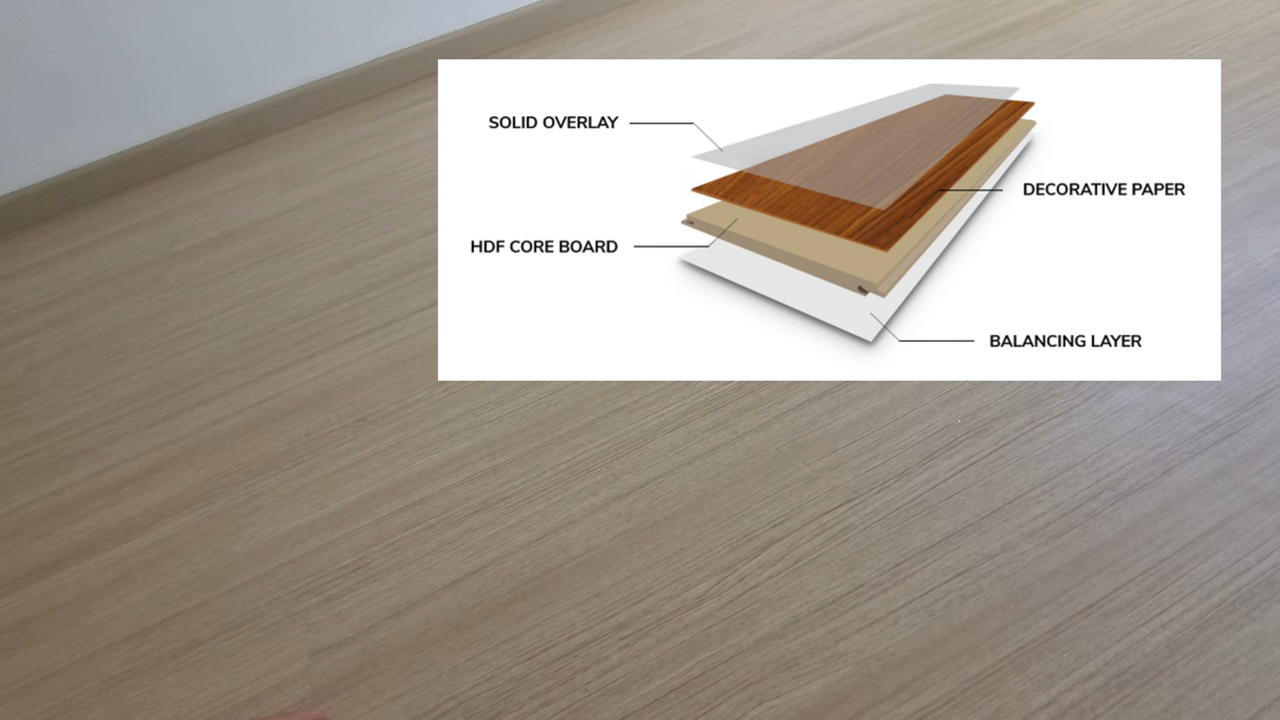 SOLID OVERLAY
DECORATIVE PAPER
HDF CORE BOARD
BALANCING LAYER